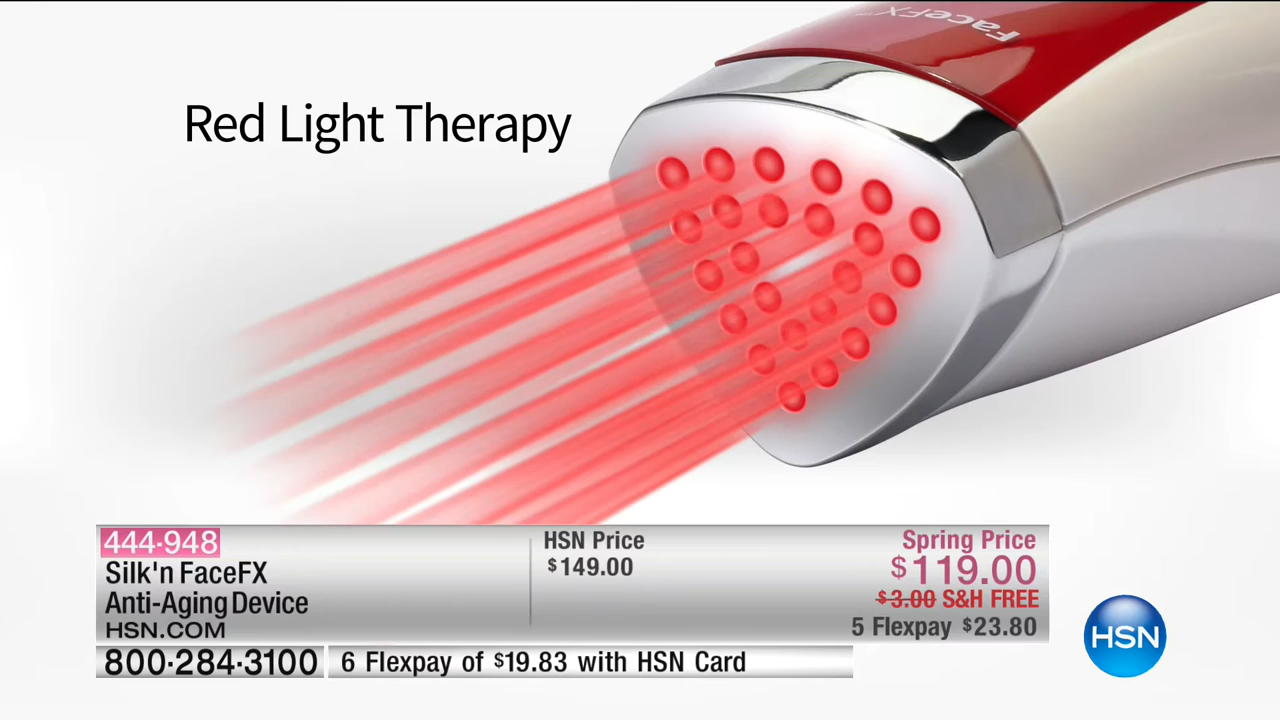 FaceFX
Red Light Therapy
444-948
Silk'n FaceFX
Anti-Aging Device
HSN.COM
HSN Price
$149.00
Spring Price
$119.00
$3.00 S&H FREE
5 Flexpay $23.80
800-284-3100
6 Flexpay of $19.83 with HSN Card
HSN